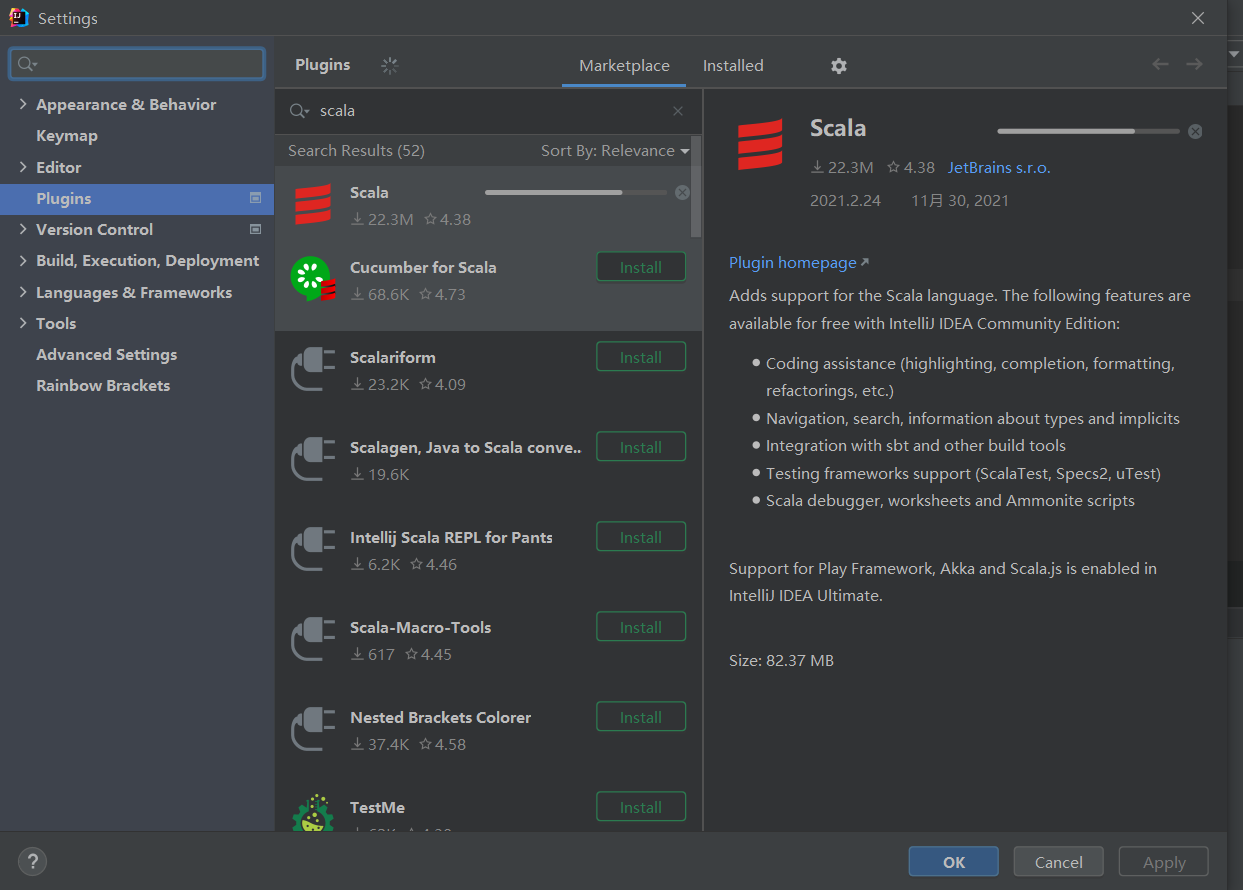 Settings
Plugins
Marketplace
Installed
Appearance & Behavior
Keymap
Editor
Plugins
Version Control
Build, Execution, Deployment
Languages & Frameworks
Tools
Advanced Settings
Rainbow Brackets
scala
Search Results (52)
Sort By: Relevance
Scala
22.3M 4.38
Cucumber for Scala
Install
68.6K 4.73
Scalariform
Install
23.2K 4.09
Scalagen, Java to Scala conve..
Install
19.6K
Intellij Scala REPL for Pants
Install
6.2K 4.46
Scala-Macro-Tools
Install
617 4.45
Nested Brackets Colorer
Install
37.4K 4.58
TestMe
Install
Scala
22.3M 4.38 JetBrains s.r.o.
2021.2.24 11月 30, 2021
Plugin homepage
Adds support for the Scala language. The following features are
available for free with IntelliJ IDEA Community Edition:
Coding assistance (highlighting, completion, formatting,
refactorings, etc.)
Navigation, search, information about types and implicits
Integration with sbt and other build tools
Testing frameworks support (ScalaTest, Specs2, uTest)
Scala debugger, worksheets and Ammonite scripts
Support for Play Framework, Akka and Scala.js is enabled in
IntelliJ IDEA Ultimate.
Size: 82.37 MB
?
OK
Cancel
Apply